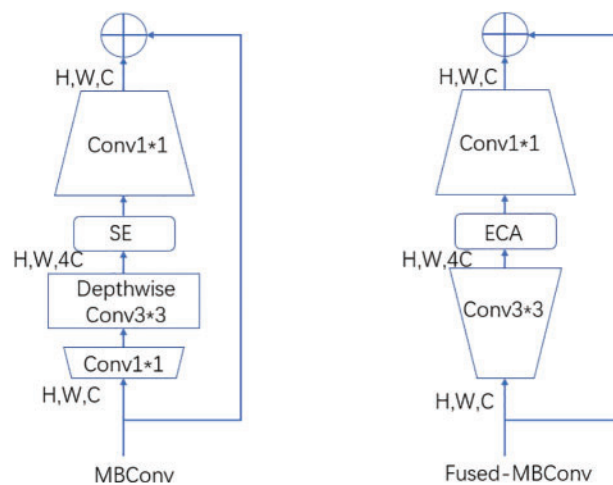 H,W,C
Conv1*1
SE
H,W,4C
Depthwise
Conv3*3
Conv1*1
H,W,C
MBConv
H,W,C
Conv1*1
ECA
H,W,4C
Conv3*3
H,W,C
Fused-MBConv